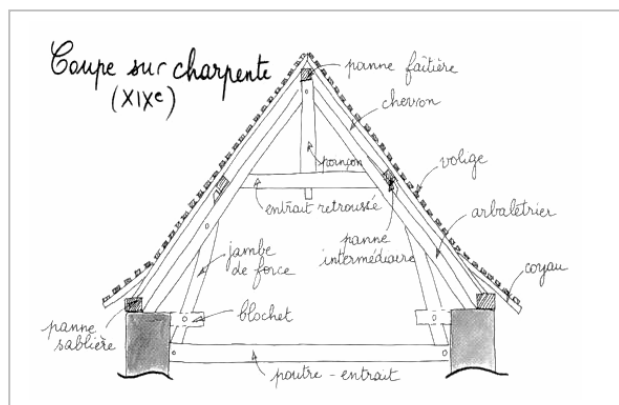 Coupe sur charpente
(XIXe)
panne faîtière
chevron
poinçon
volige
entrait retroussé
arbalétrier
panne
intermédiaire
jambe
de force
coyau
blochet
panne
sablière
poutre - entrait